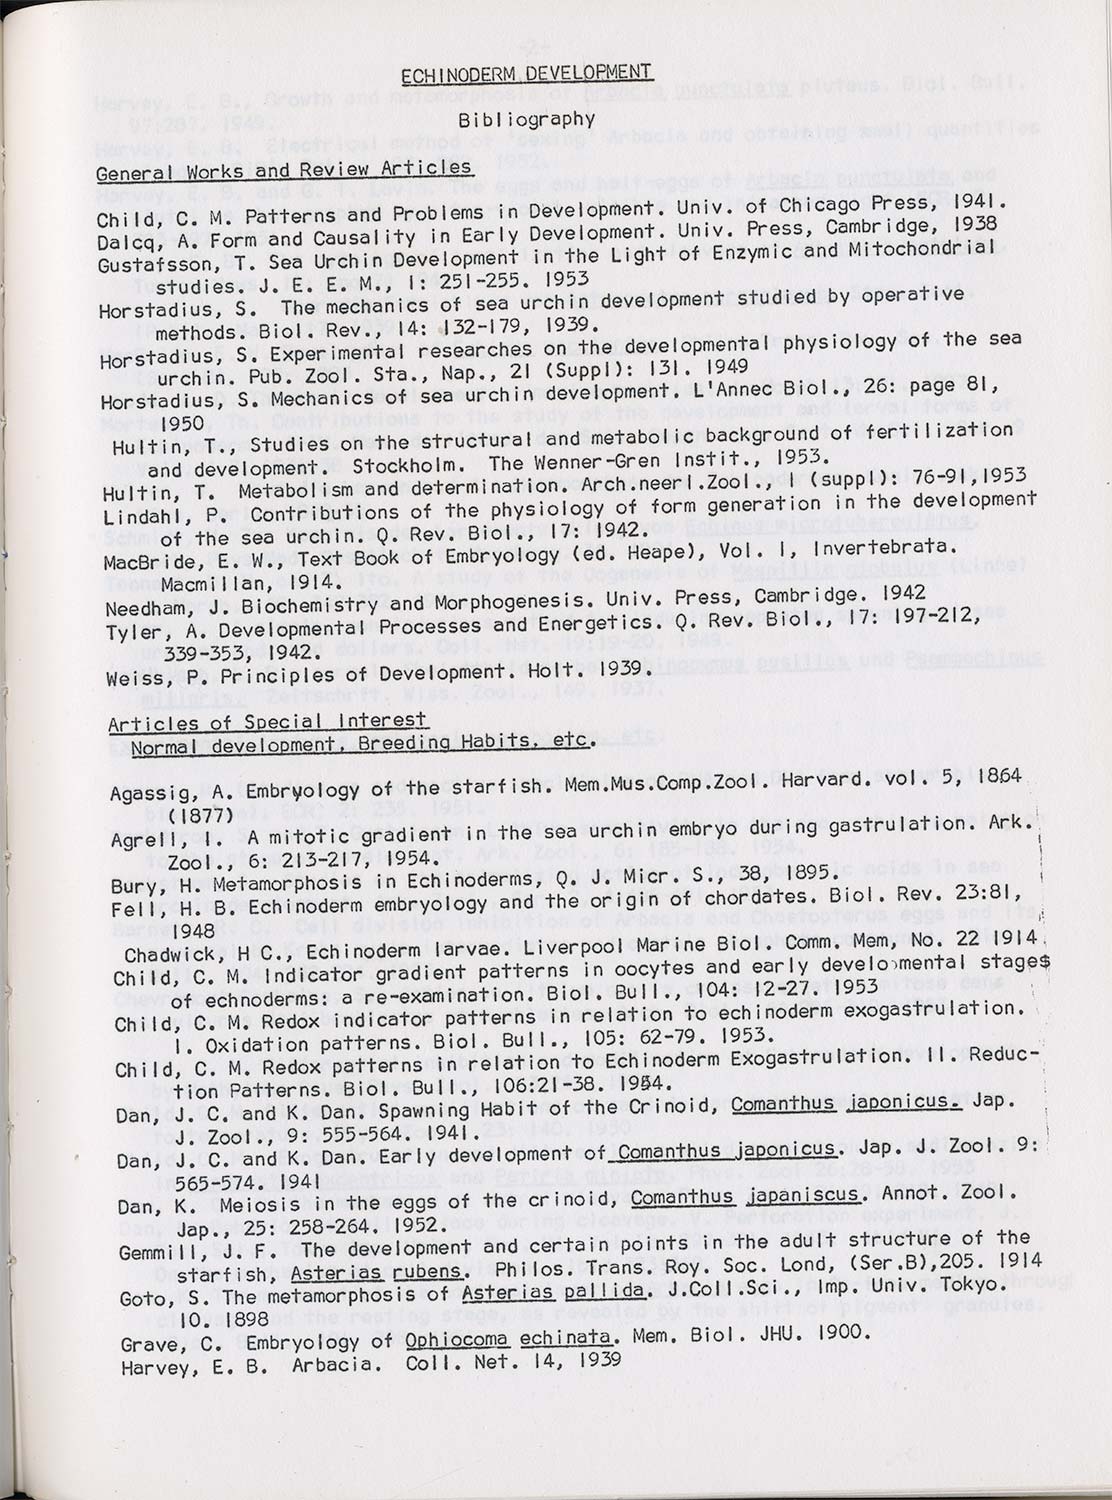 ECHINODERM DEVELOPMENT
Bibliography
General Works and Review Articles
Child, C. M. Patterns and Problems in Development. Univ. of Chicago Press, 1941.
Dalcq, A. Form and Causality in Early Development. Univ. Press, Cambridge, 1938
Gustafsson, T. Sea Urchin Development in the Light of Enzymic and Mitochondrial
studies. J. E. E. M., 1: 251-255. 1953
Horstadius, S. The mechanics of sea urchin development studied by operative
methods. Biol. Rev., 14: 132-179, 1939.
Horstadius, S. Experimental researches on the developmental physiology of the sea
urchin. Pub. Zool. Sta., Nap., 21 (Suppl): 131. 1949
Horstadius, S. Mechanics of sea urchin development. L'Annec Biol., 26: page 81,
1950
Hultin, T., Studies on the structural and metabolic background of fertilization
and development. Stockholm. The Wenner-Gren Instit., 1953.
Hultin, T. Metabolism and determination. Arch.neerl.Zool., 1 (suppl): 76-91,1953
Lindahl, P. Contributions of the physiology of form generation in the development
of the sea urchin. Q. Rev. Biol., 17: 1942.
MacBride, E. W., Text Book of Embryology (ed. Heape), Vol. 1, Invertebrata.
Macmillan, 1914.
Needham, J. Biochemistry and Morphogenesis. Univ. Press, Cambridge. 1942
Tyler, A. Developmental Processes and Energetics. Q. Rev. Biol., 17: 197-212,
339-353, 1942.
Weiss, P. Principles of Development. Holt. 1939.
Articles of Special Interest
Normal development, Breeding Habits, etc.
Agassig, A. Embryology of the starfish. Mem.Mus.Comp.Zool. Harvard. vol. 5, 1864
(1877)
Agrell, I. A mitotic gradient in the sea urchin embryo during gastrulation. Ark.
Zool., 6: 213-217, 1954.
Bury, H. Metamorphosis in Echinoderms, Q. J. Micr. S., 38, 1895.
Fell, H. B. Echinoderm embryology and the origin of chordates. Biol. Rev. 23:81,
1948
Chadwick, H C., Echinoderm larvae. Liverpool Marine Biol. Comm. Mem, No. 22 1914.
Child, C. M. Indicator gradient patterns in oocytes and early developmental stages
of echnoderms: a re-examination. Biol. Bull., 104: 12-27. 1953
Child, C. M. Redox indicator patterns in relation to echinoderm exogastrulation.
I. Oxidation patterns. Biol. Bull., 105: 62-79. 1953.
Child, C. M. Redox patterns in relation to Echinoderm Exogastrulation. II. Reduc-
tion Patterns. Biol. Bull., 106:21-38. 1954.
Dan, J. C. and K. Dan. Spawning Habit of the Crinoid, Comanthus japonicus. Jap.
J. Zool., 9: 555-564. 1941.
Dan, J.C. and K. Dan. Early development of Comanthus japonicus. Jap. J. Zool. 9:
565-574. 1941
Dan, K. Meiosis in the eggs of the crinoid, Comanthus japaniscus. Annot. Zool.
Jap., 25: 258-264. 1952.
Gemmill, J. F. The development and certain points in the adult structure of the
starfish, Asterias rubens. Philos. Trans. Roy. Soc. Lond, (Ser.B),205. 1914
Goto, S. The metamorphosis of Asterias pallida. J.Coll.Sci., Imp. Univ. Tokyo.
10. 1898
Grave, C. Embryology of Ophiocoma echinata. Mem. Biol. JHU. 1900.
Harvey, E. B. Arbacia. Coll. Net. 14, 1939